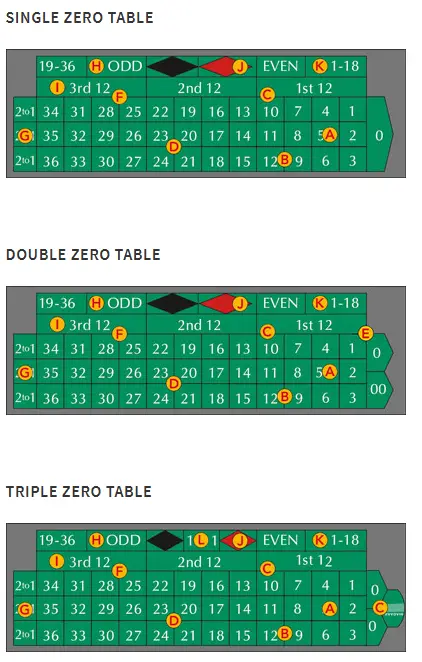 SINGLE ZERO TABLE
19-36 H ODD J EVEN K 1-18
I 3rd 12 F 2nd 12 C 1st 12
2to1 34 31 28 25 22 19 16 13 10 7 4 1
G 35 32 29 26 23 20 17 14 11 8 5 A 2 0
D
2to1 36 33 30 27 24 21 18 15 12 B 9 6 3
DOUBLE ZERO TABLE
19-36 H ODD J EVEN K 1-18
I 3rd 12 F 2nd 12 C 1st 12 E
2to1 34 31 28 25 22 19 16 13 10 7 4 1 0
G 35 32 29 26 23 20 17 14 11 8 5 A 2
D
2to1 36 33 30 27 24 21 18 15 12 B 9 6 3 00
TRIPLE ZERO TABLE
19-36 H ODD 1 L 1 J EVEN K 1-18
I 3rd 12 F 2nd 12 C 1st 12
2to1 34 31 28 25 22 19 16 13 10 7 4 1 0
G 35 32 29 26 23 20 17 14 11 8 A 2 C
D
2to1 36 33 30 27 24 21 18 15 12 B 9 6 3 0